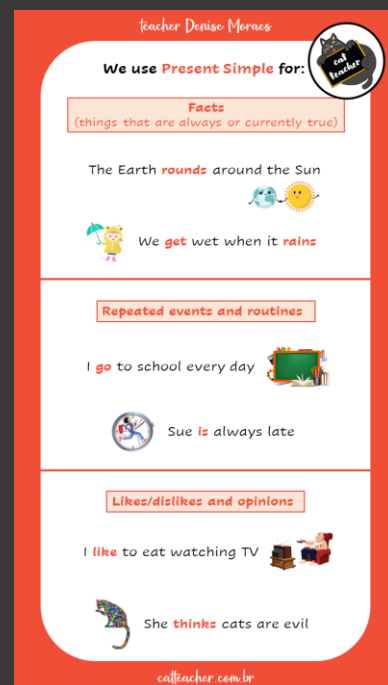 teacher Denise Moraes
We use Present Simple for:
cat
teacher
Facts
(things that are always or currently true)
The Earth rounds around the Sun
We get wet when it rains
Repeated events and routines
I go to school every day
Sue is always late
Likes/dislikes and opinions
I like to eat watching TV
She thinks cats are evil
catteacher.com.br